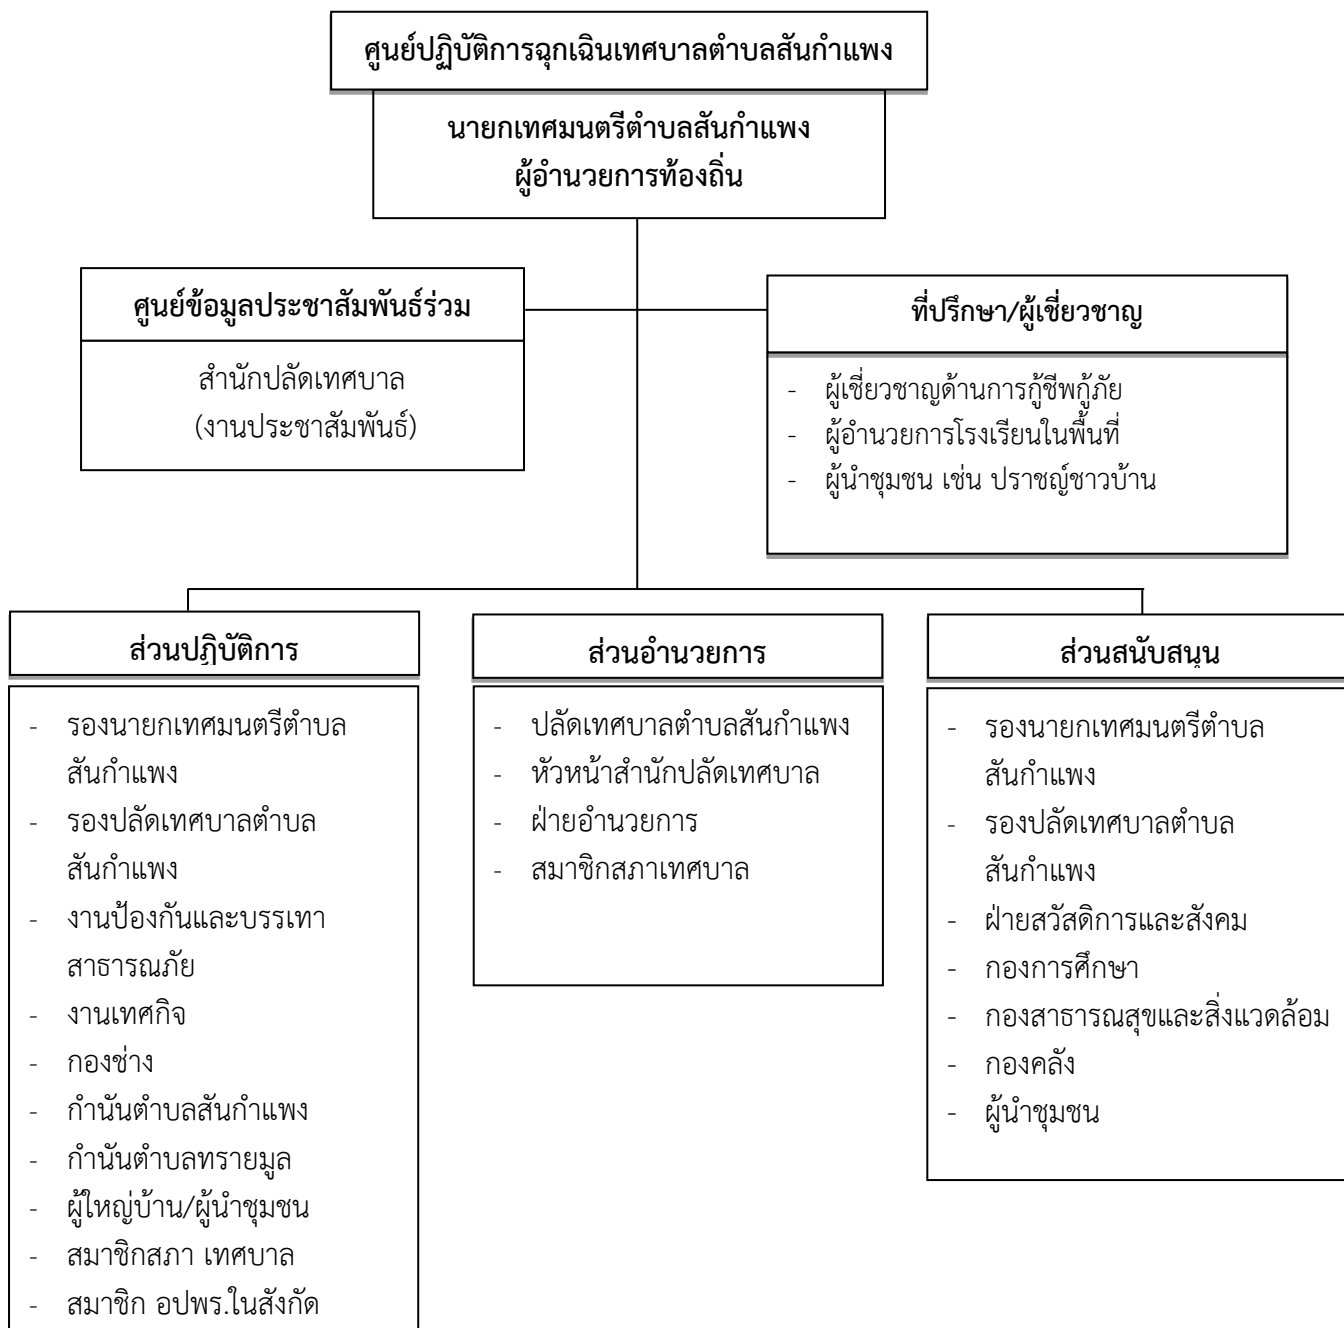 ศูนย์ปฏิบัติการฉุกเฉินเทศบาลตำบลสันกำแพง
นายกเทศมนตรีตำบลสันกำแพง
ผู้อำนวยการท้องถิ่น
ศูนย์ข้อมูลประชาสัมพันธ์ร่วม
สำนักปลัดเทศบาล
(งานประชาสัมพันธ์)
ที่ปรึกษา/ผู้เชี่ยวชาญ
- ผู้เชี่ยวชาญด้านการกู้ชีพกู้ภัย
- ผู้อำนวยการโรงเรียนในพื้นที่
- ผู้นำชุมชน เช่น ปราชญ์ชาวบ้าน
ส่วนปฏิบัติการ
- รองนายกเทศมนตรีตำบล
สันกำแพง
- รองปลัดเทศบาลตำบล
สันกำแพง
- งานป้องกันและบรรเทา
สาธารณภัย
- งานเทศกิจ
- กองช่าง
- กำนันตำบลสันกำแพง
- กำนันตำบลทรายมูล
- ผู้ใหญ่บ้าน/ผู้นำชุมชน
- สมาชิกสภา เทศบาล
- สมาชิก อปพร.ในสังกัด
ส่วนอำนวยการ
- ปลัดเทศบาลตำบลสันกำแพง
- หัวหน้าสำนักปลัดเทศบาล
- ฝ่ายอำนวยการ
- สมาชิกสภาเทศบาล
ส่วนสนับสนุน
- รองนายกเทศมนตรีตำบล
สันกำแพง
- รองปลัดเทศบาลตำบล
สันกำแพง
- ฝ่ายสวัสดิการและสังคม
- กองการศึกษา
- กองสาธารณสุขและสิ่งแวดล้อม
- กองคลัง
- ผู้นำชุมชน